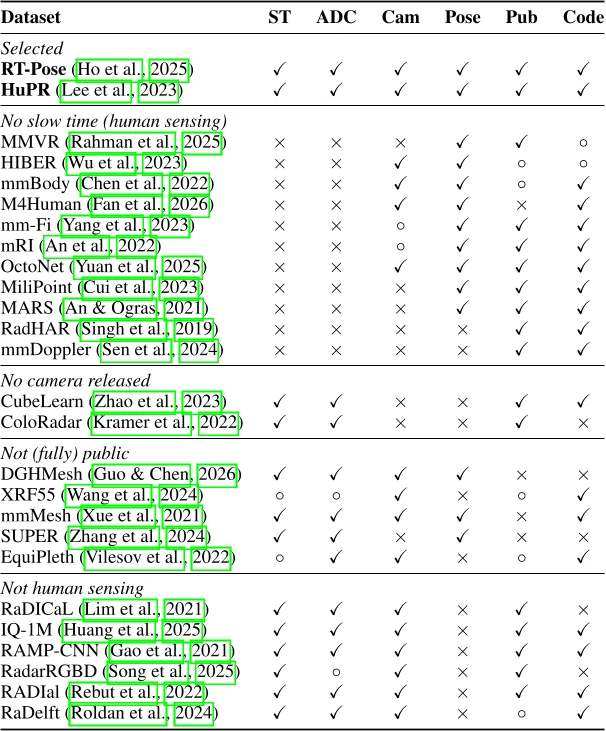 Dataset ST ADC Cam Pose Pub Code
Selected
RT-Pose (Ho et al., 2025) ✓ ✓ ✓ ✓ ✓ ✓
HuPR (Lee et al., 2023) ✓ ✓ ✓ ✓ ✓ ✓
No slow time (human sensing)
MMVR (Rahman et al., 2025) × × × ✓ ✓ ○
HIBER (Wu et al., 2023) × × ✓ ✓ ○ ○
mmBody (Chen et al., 2022) × × ✓ ✓ ○ ✓
M4Human (Fan et al., 2026) × × ✓ ✓ × ✓
mm-Fi (Yang et al., 2023) × × ○ ✓ ✓ ✓
mRI (An et al., 2022) × × ○ ✓ ✓ ✓
OctoNet (Yuan et al., 2025) × × ✓ ✓ ✓ ✓
MiliPoint (Cui et al., 2023) × × × ✓ ✓ ✓
MARS (An & Ogras, 2021) × × × ✓ ✓ ✓
RadHAR (Singh et al., 2019) × × × × ✓ ✓
mmDoppler (Sen et al., 2024) × × × × ✓ ✓
No camera released
CubeLearn (Zhao et al., 2023) ✓ ✓ × × ✓ ✓
ColoRadar (Kramer et al., 2022) ✓ ✓ × × ✓ ×
Not (fully) public
DGHMesh (Guo & Chen, 2026) ✓ ✓ ✓ ✓ × ×
XRF55 (Wang et al., 2024) ○ ○ ✓ × ○ ✓
mmMesh (Xue et al., 2021) ✓ ✓ ✓ ✓ × ✓
SUPER (Zhang et al., 2024) ✓ ✓ × ✓ × ×
EquiPleth (Vilesov et al., 2022) ○ ✓ ✓ × ○ ✓
Not human sensing
RaDICaL (Lim et al., 2021) ✓ ✓ ✓ × ✓ ×
IQ-1M (Huang et al., 2025) ✓ ✓ ✓ × ✓ ✓
RAMP-CNN (Gao et al., 2021) ✓ ✓ ✓ × ✓ ✓
RadarRGBD (Song et al., 2025) ✓ ○ ✓ × ✓ ×
RADIal (Rebut et al., 2022) ✓ ✓ ✓ × ✓ ✓
RaDelft (Roldan et al., 2024) ✓ ✓ ✓ × ○ ✓